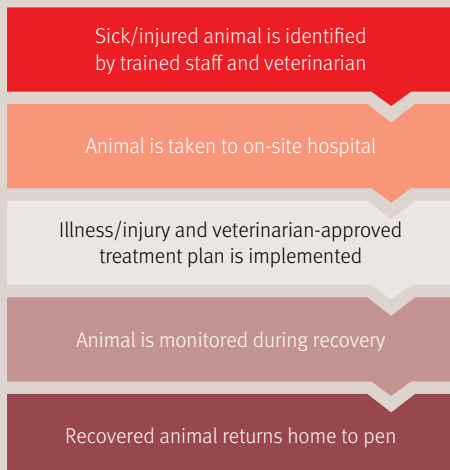 Sick/injured animal is identified
by trained staff and veterinarian
Animal is taken to on-site hospital
Illness/injury and veterinarian-approved
treatment plan is implemented
Animal is monitored during recovery
Recovered animal returns home to pen